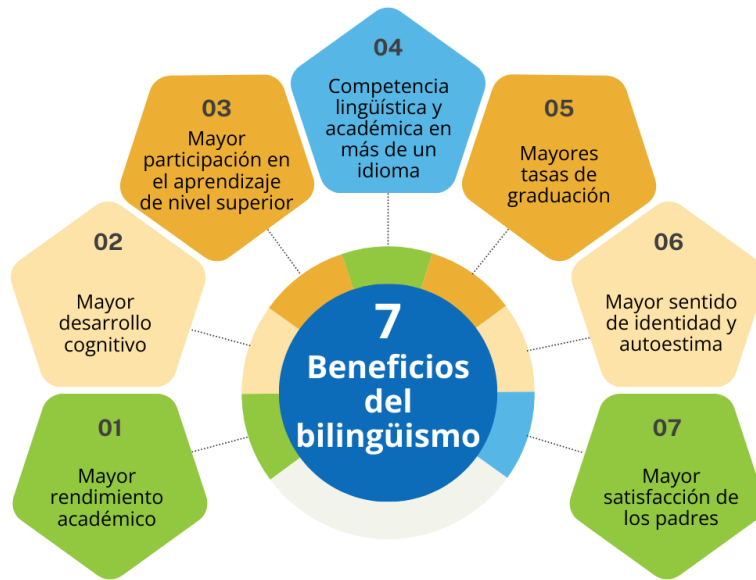 7
Beneficios
del
bilingüismo
01
Mayor
rendimiento
académico
02
Mayor
desarrollo
cognitivo
03
Mayor
participación en
el aprendizaje
de nivel superior
04
Competencia
lingüística y
académica en
más de un
idioma
05
Mayores
tasas de
graduación
06
Mayor sentido
de identidad y
autoestima
07
Mayor
satisfacción de
los padres